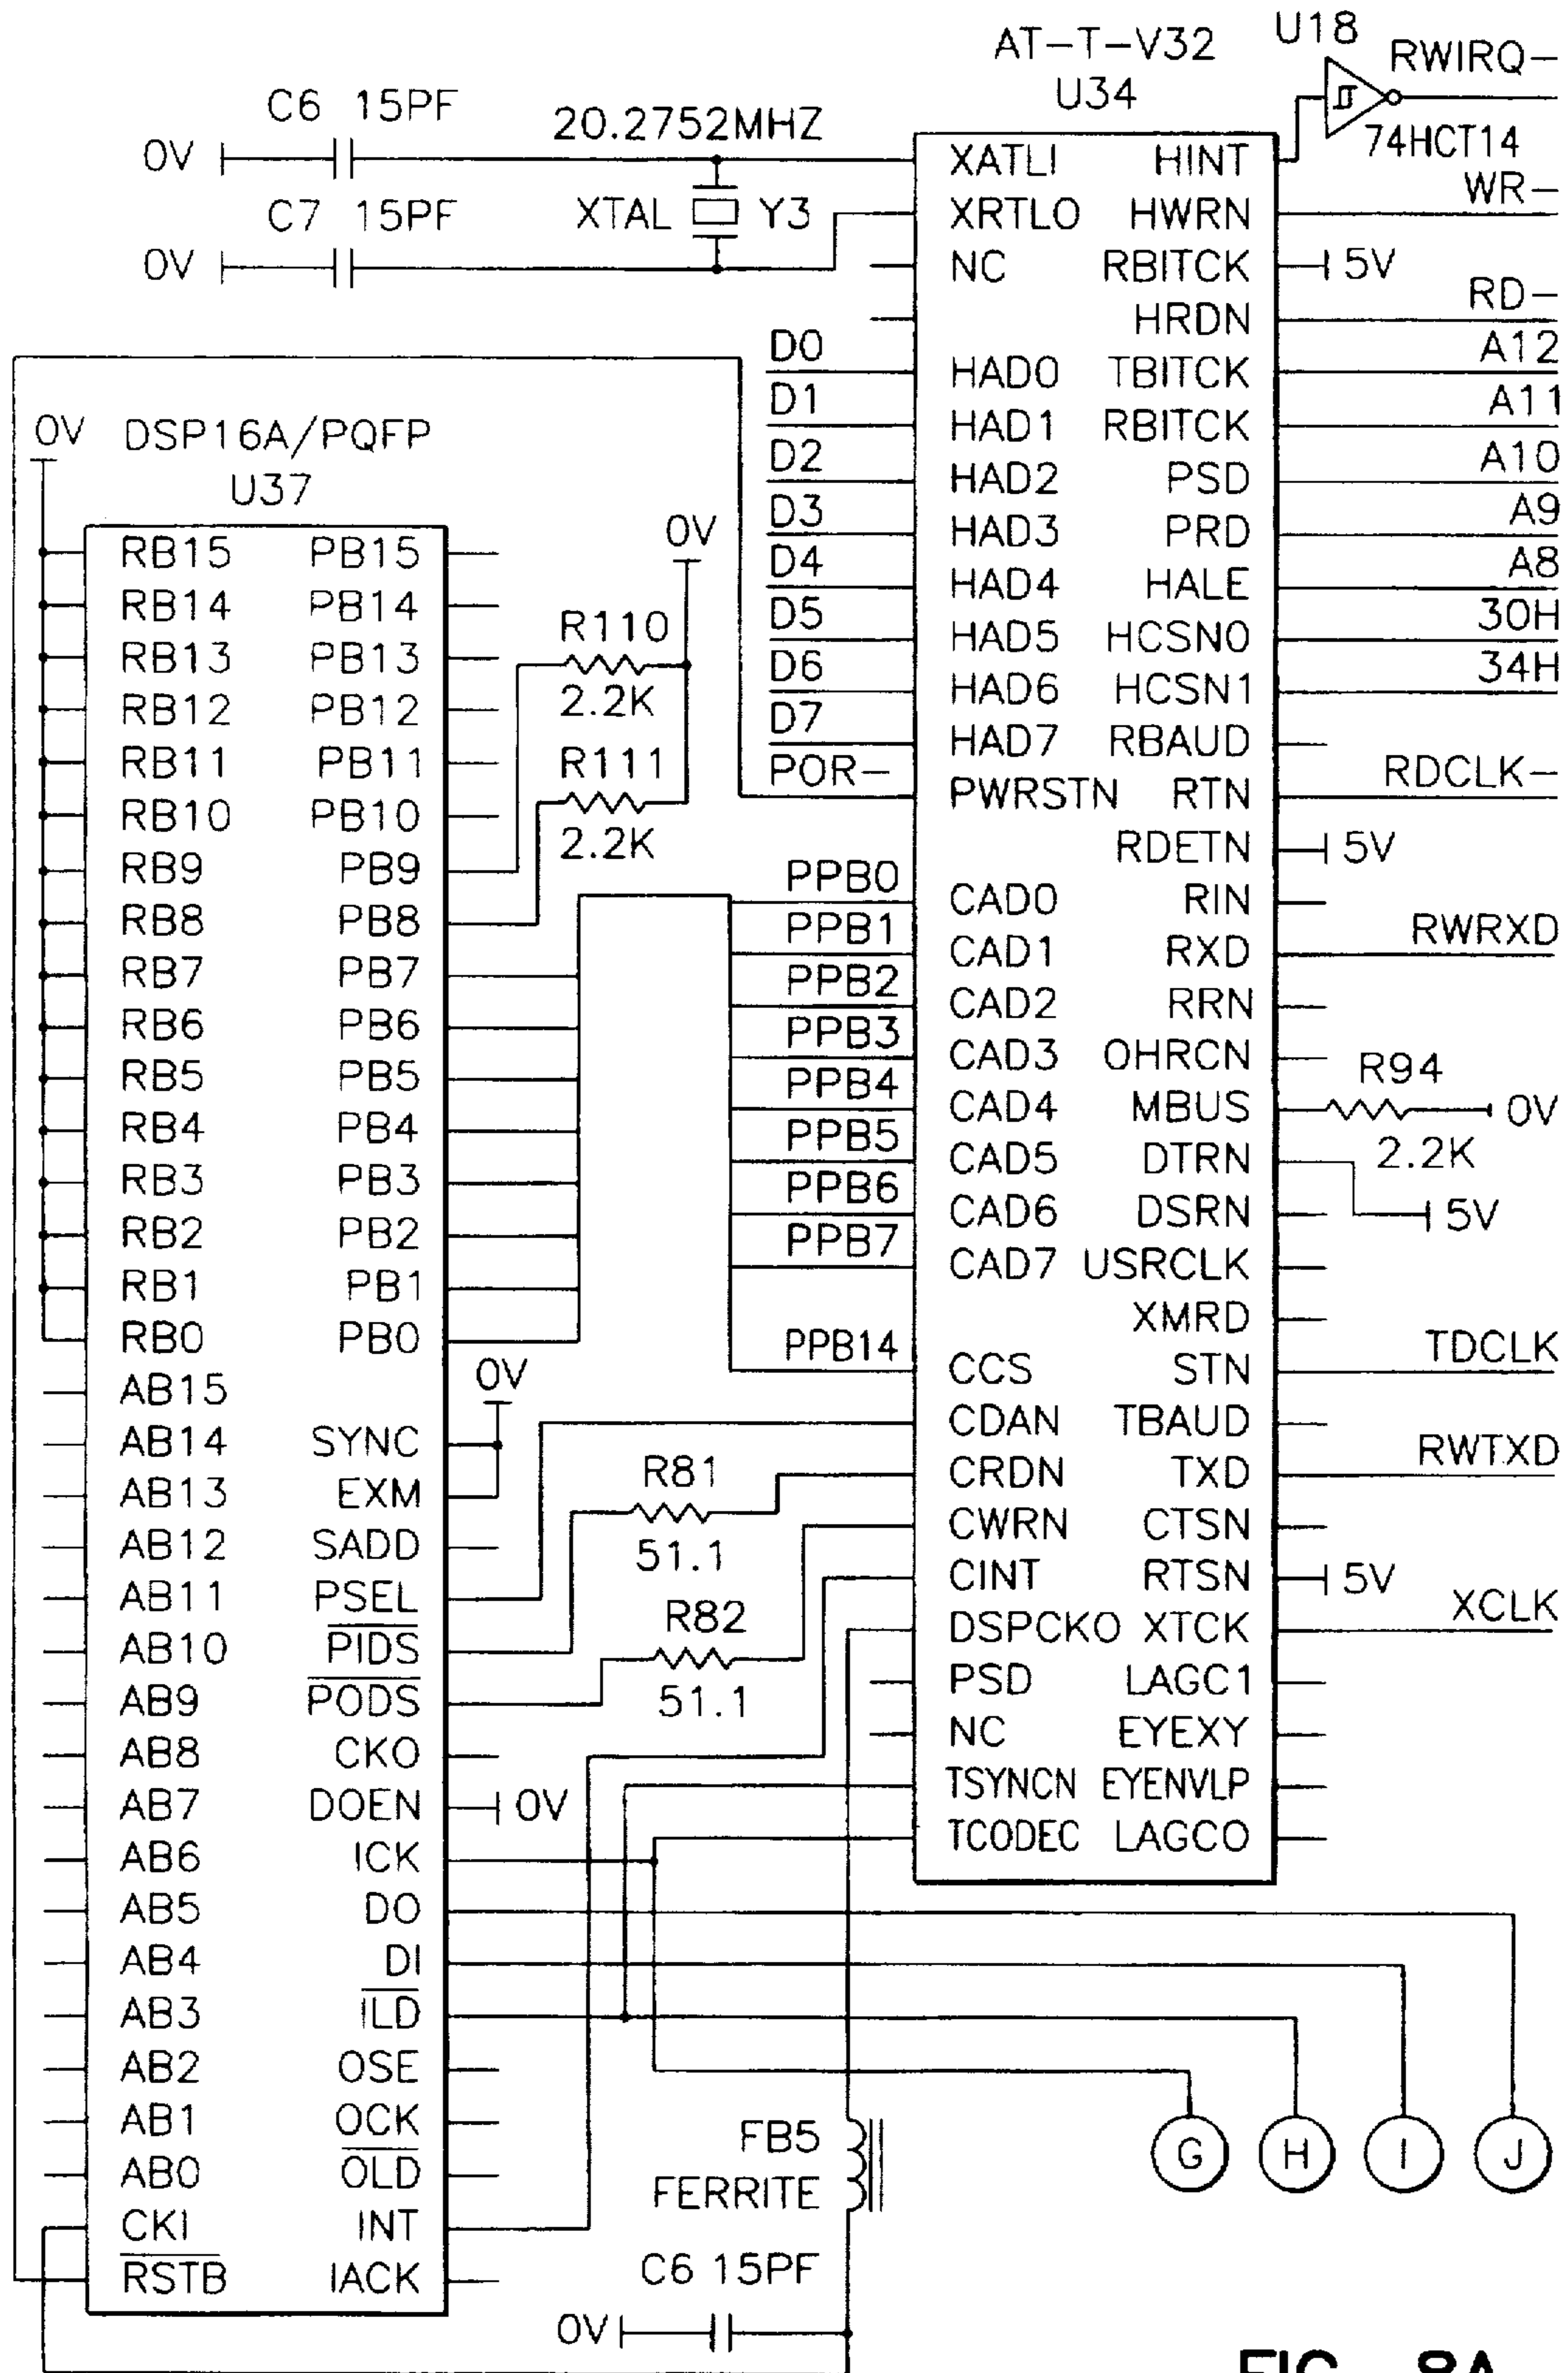 AT-T-V32 U18
U34 RWIRQ-
74HCT14
C6 15PF
20.2752MHZ
0V
C7 15PF
XTAL Y3
0V
XATLI HINT
XRTLO HWRN WR-
NC RBITCK 5V
HRDN RD-
D0 HAD0 TBITCK A12
D1 HAD1 RBITCK A11
D2 HAD2 PSD A10
D3 HAD3 PRD A9
D4 HAD4 HALE A8
D5 HAD5 HCSN0 30H
D6 HAD6 HCSN1 34H
D7 HAD7 RBAUD
POR- PWRSTN RTN RDCLK-
RDETN 5V
PPB0 CAD0 RIN
PPB1 CAD1 RXD RWRXD
PPB2 CAD2 RRN
PPB3 CAD3 OHRCN
PPB4 CAD4 MBUS R94 0V
2.2K
PPB5 CAD5 DTRN
PPB6 CAD6 DSRN 5V
PPB7 CAD7 USRCLK
XMRD
PPB14 CCS STN TDCLK
CDAN TBAUD
CRDN TXD RWTXD
CWRN CTSN
CINT RTSN 5V
DSPCKO XTCK XCLK
PSD LAGC1
NC EYEXY
TSYNCN EYENVLP
TCODEC LAGCO
0V DSP16A/PQFP
U37
RB15 PB15
RB14 PB14
RB13 PB13
RB12 PB12
RB11 PB11
RB10 PB10
RB9 PB9
RB8 PB8
RB7 PB7
RB6 PB6
RB5 PB5
RB4 PB4
RB3 PB3
RB2 PB2
RB1 PB1
RB0 PB0
AB15
AB14 SYNC
AB13 EXM
AB12 SADD
AB11 PSEL
AB10 PIDS
AB9 PODS
AB8 CKO
AB7 DOEN 0V
AB6 ICK
AB5 DO
AB4 DI
AB3 ILD
AB2 OSE
AB1 OCK
AB0 OLD
CKI INT
RSTB IACK
0V
R110
2.2K
R111
2.2K
0V
R81
51.1
R82
51.1
FB5
FERRITE
C6 15PF
0V
G H I J
FIG. 8A